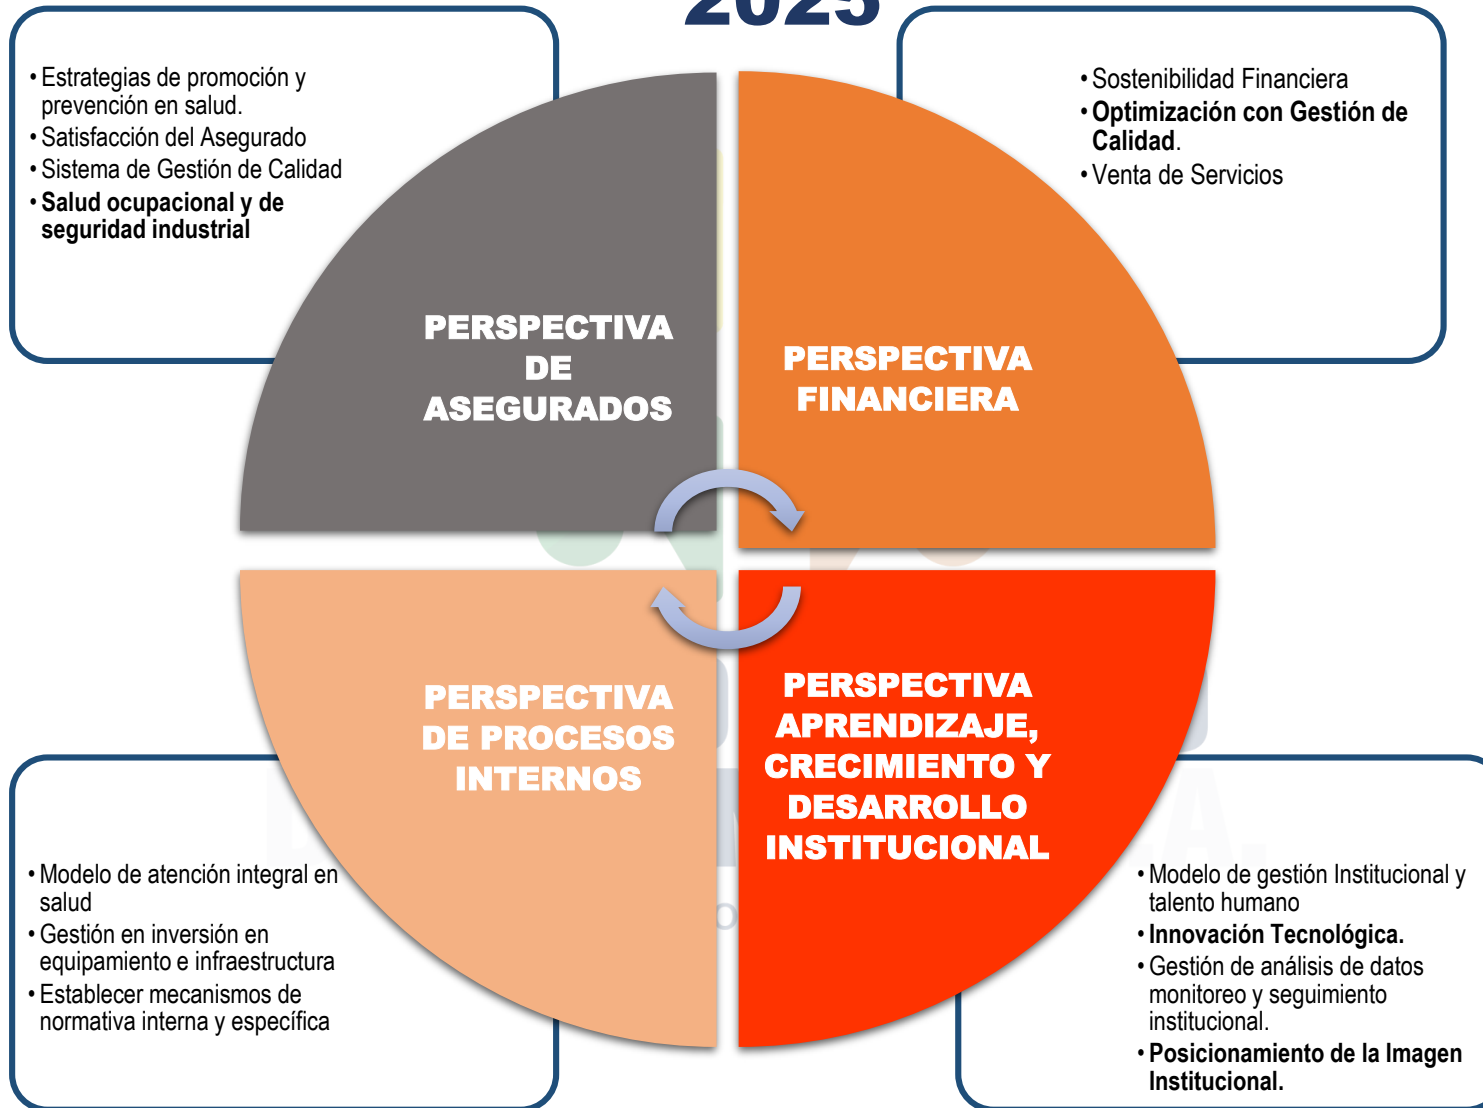 2025
• Estrategias de promoción y
prevención en salud.
• Satisfacción del Asegurado
• Sistema de Gestión de Calidad
• Salud ocupacional y de
seguridad industrial
• Sostenibilidad Financiera
• Optimización con Gestión de
Calidad.
• Venta de Servicios
PERSPECTIVA
DE
ASEGURADOS
PERSPECTIVA
FINANCIERA
PERSPECTIVA
DE PROCESOS
INTERNOS
PERSPECTIVA
APRENDIZAJE,
CRECIMIENTO Y
DESARROLLO
INSTITUCIONAL
• Modelo de atención integral en
salud
• Gestión en inversión en
equipamiento e infraestructura
• Establecer mecanismos de
normativa interna y específica
• Modelo de gestión Institucional y
talento humano
• Innovación Tecnológica.
• Gestión de análisis de datos
monitoreo y seguimiento
institucional.
• Posicionamiento de la Imagen
Institucional.